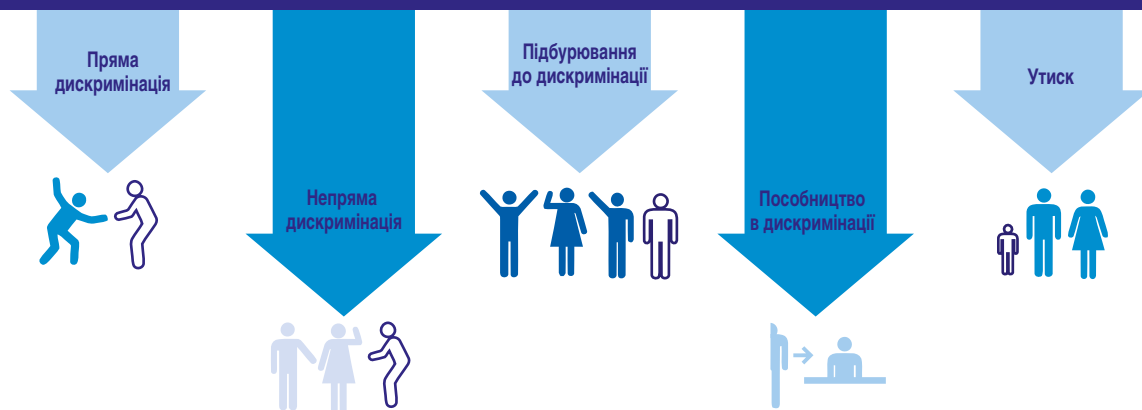 Пряма
дискримінація
Непряма
дискримінація
Підбурювання
до дискримінації
Пособництво
в дискримінації
Утиск